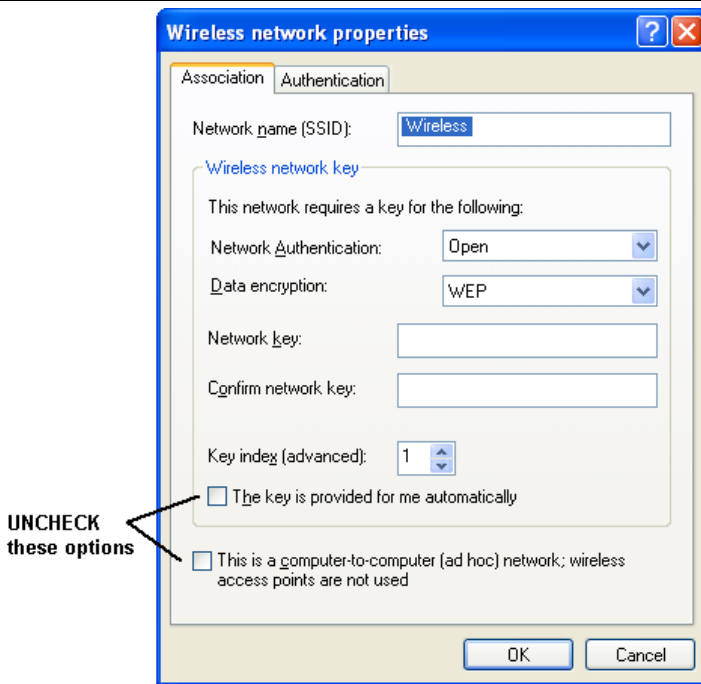 Wireless network properties
Association
Authentication
Network name (SSID):
Wireless
Wireless network key
This network requires a key for the following:
Network Authentication:
Open
Data encryption:
WEP
Network key:
Confirm network key:
Key index (advanced):
1
The key is provided for me automatically
UNCHECK
these options
This is a computer-to-computer (ad hoc) network; wireless
access points are not used
OK
Cancel